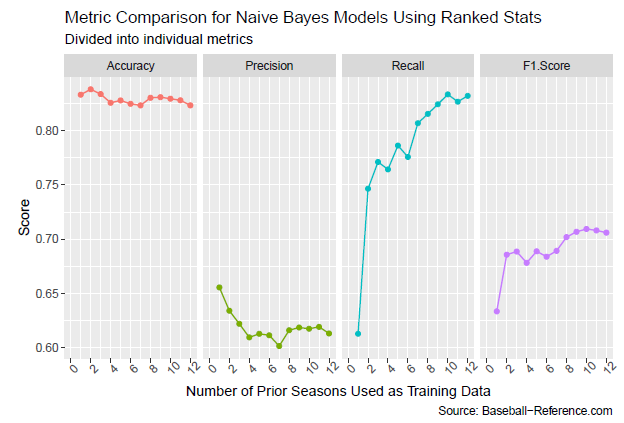 Metric Comparison for Naive Bayes Models Using Ranked Stats
Divided into individual metrics
Accuracy Precision Recall F1.Score
0.80
0.75
0.70
0.65
0.60
Score
0 2 4 6 8 10 12 0 2 4 6 8 10 12 0 2 4 6 8 10 12 0 2 4 6 8 10 12
Number of Prior Seasons Used as Training Data
Source: Baseball−Reference.com